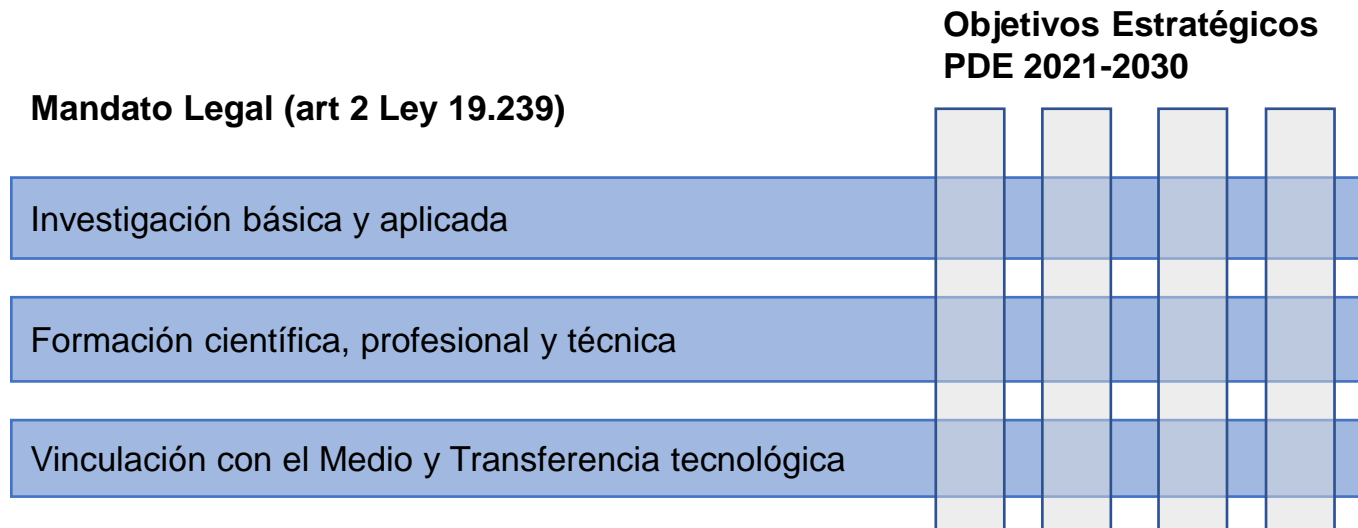 Objetivos Estratégicos
PDE 2021-2030
Mandato Legal (art 2 Ley 19.239)
Investigación básica y aplicada
Formación científica, profesional y técnica
Vinculación con el Medio y Transferencia tecnológica